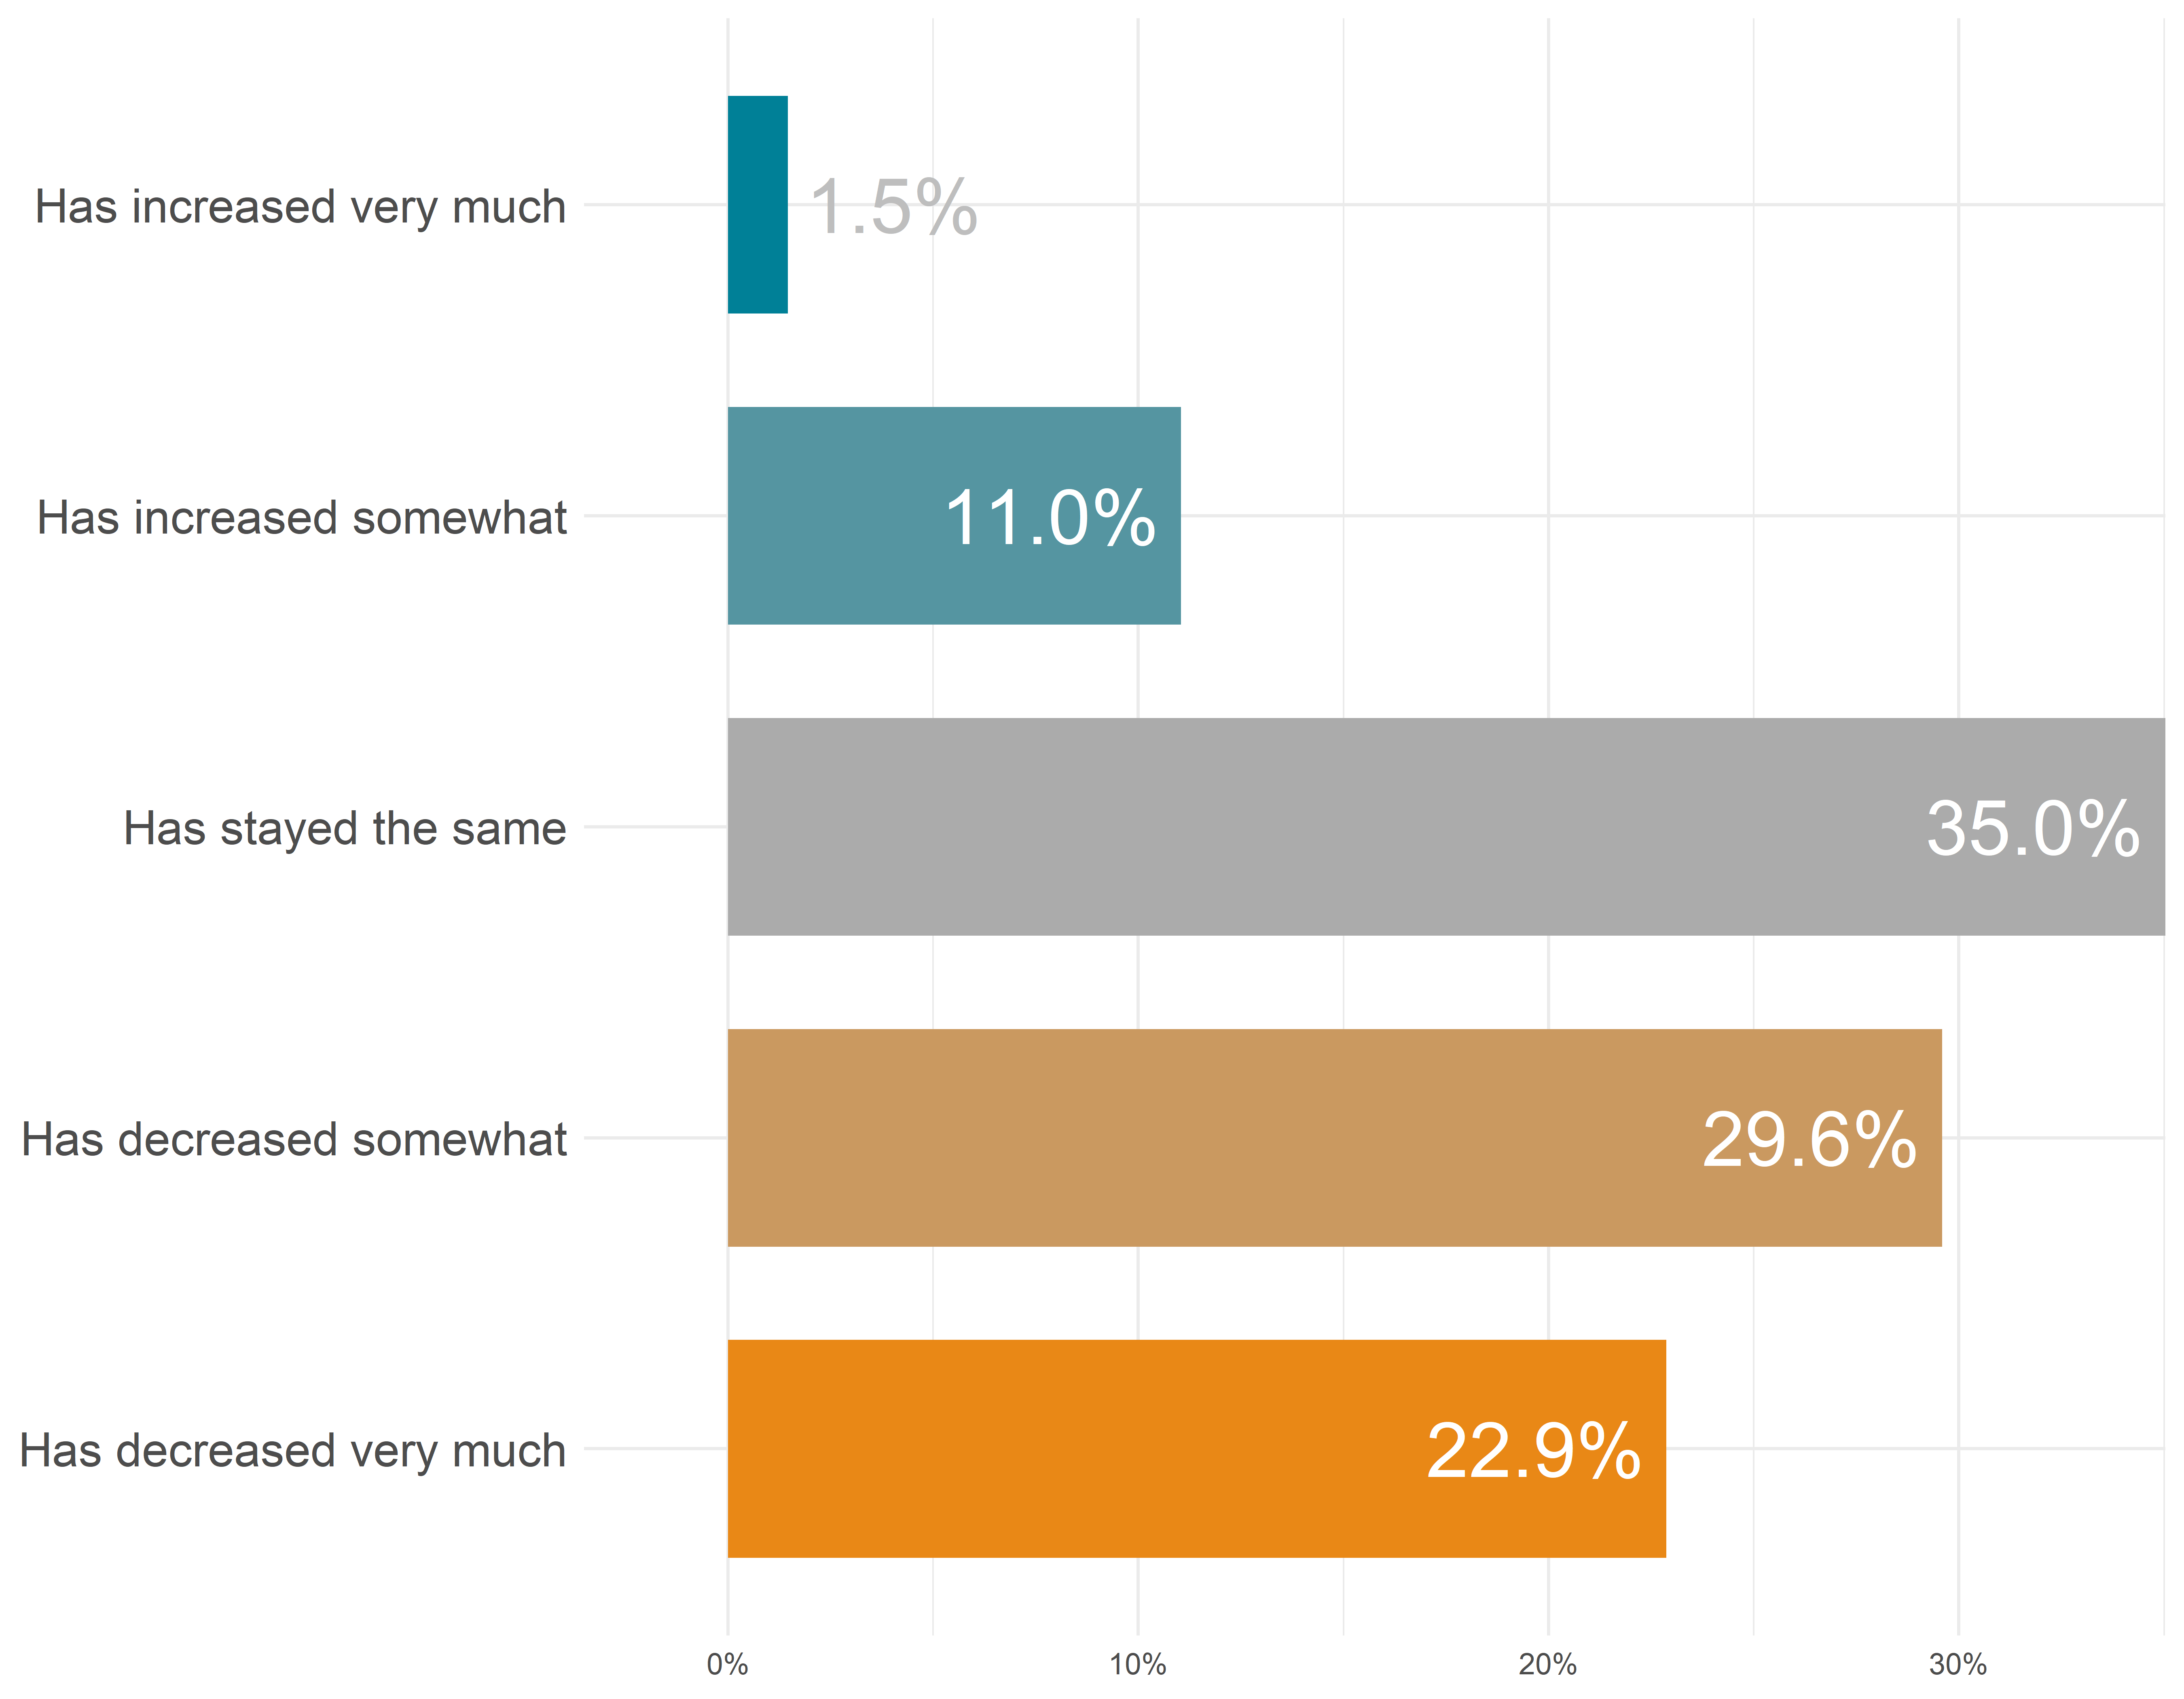 Has increased very much
1.5%
Has increased somewhat
11.0%
Has stayed the same
35.0%
Has decreased somewhat
29.6%
Has decreased very much
22.9%
0% 10% 20% 30%